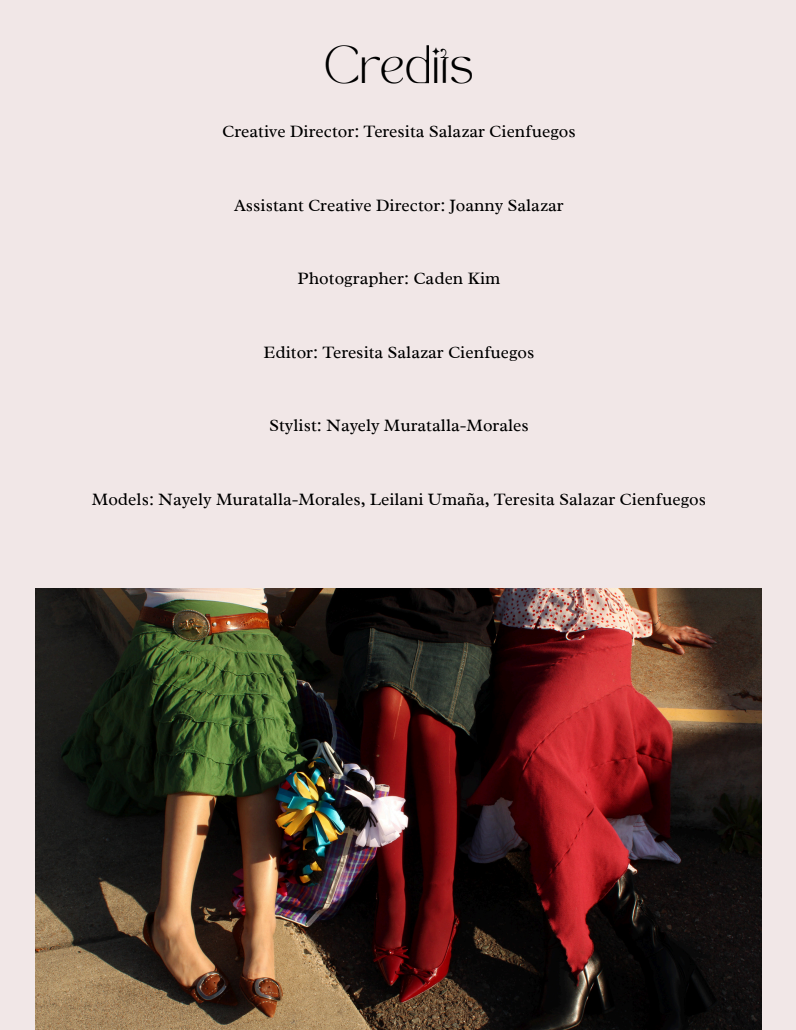 Credits
Creative Director: Teresita Salazar Cienfuegos
Assistant Creative Director: Joanny Salazar
Photographer: Caden Kim
Editor: Teresita Salazar Cienfuegos
Stylist: Nayely Muratalla-Morales
Models: Nayely Muratalla-Morales, Leilani Umaña, Teresita Salazar Cienfuegos